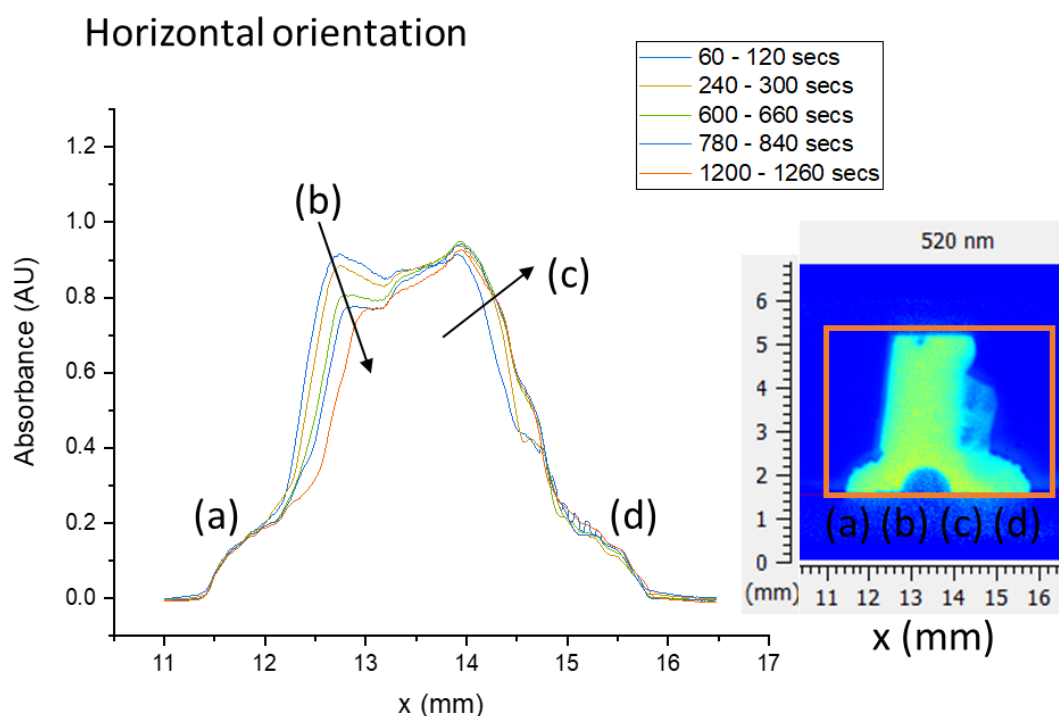 Horizontal orientation
60 - 120 secs
240 - 300 secs
600 - 660 secs
780 - 840 secs
1200 - 1260 secs
Absorbance (AU)
1.2
1.0
0.8
0.6
0.4
0.2
0.0
(a)
(b)
(c)
(d)
11 12 13 14 15 16 17
x (mm)
520 nm
6
5
4
3
2
1
0
(a) (b) (c) (d)
(mm) 11 12 13 14 15 16
x (mm)